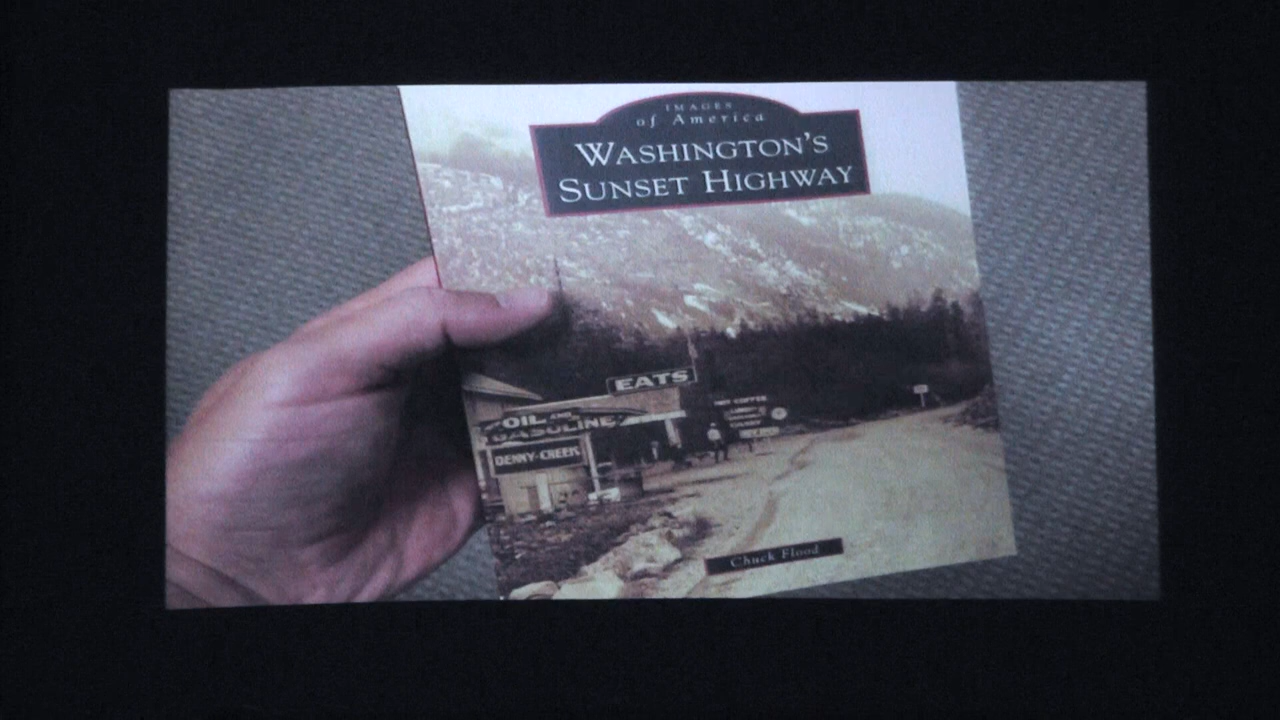 IMAGES
of America
WASHINGTON'S
SUNSET HIGHWAY
EATS
OIL AND
GASOLINE
DENNY-CREEK
HOT COFFEE
Chuck Flood